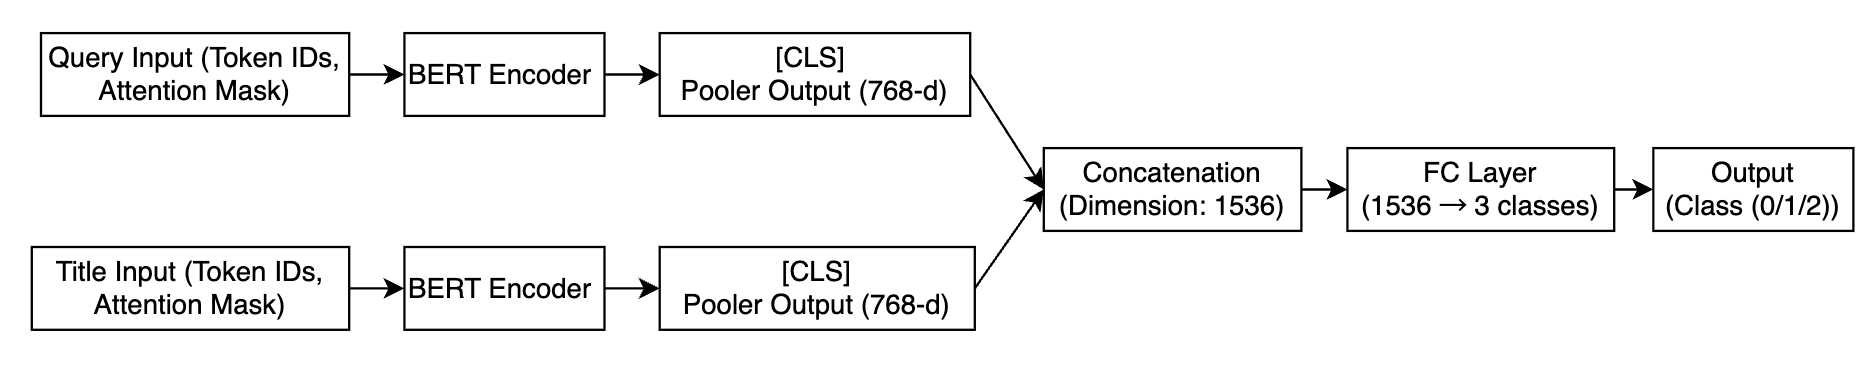 Query Input (Token IDs,
Attention Mask)
BERT Encoder
[CLS]
Pooler Output (768-d)
Title Input (Token IDs,
Attention Mask)
BERT Encoder
[CLS]
Pooler Output (768-d)
Concatenation
(Dimension: 1536)
FC Layer
(1536 → 3 classes)
Output
(Class (0/1/2))